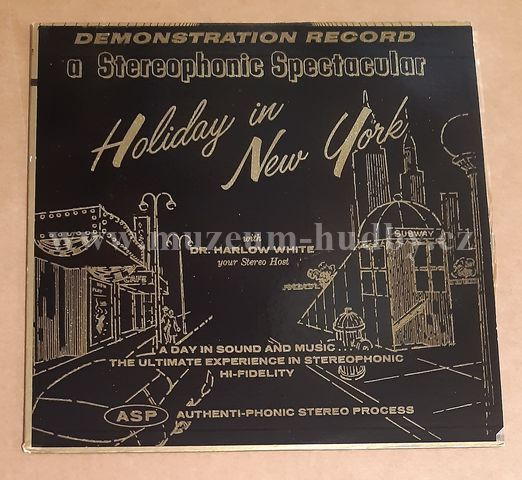 DEMONSTRATION RECORD
a Stereophonic Spectacular
Holiday in
New York
SUBWAY
www.muzeum-hudby.cz
with
DR. HARLOW WHITE
your Stereo Host
CAFE
A DAY IN SOUND AND MUSIC
THE ULTIMATE EXPERIENCE IN STEREOPHONIC
HI-FIDELITY
ASP AUTHENTI-PHONIC STEREO PROCESS